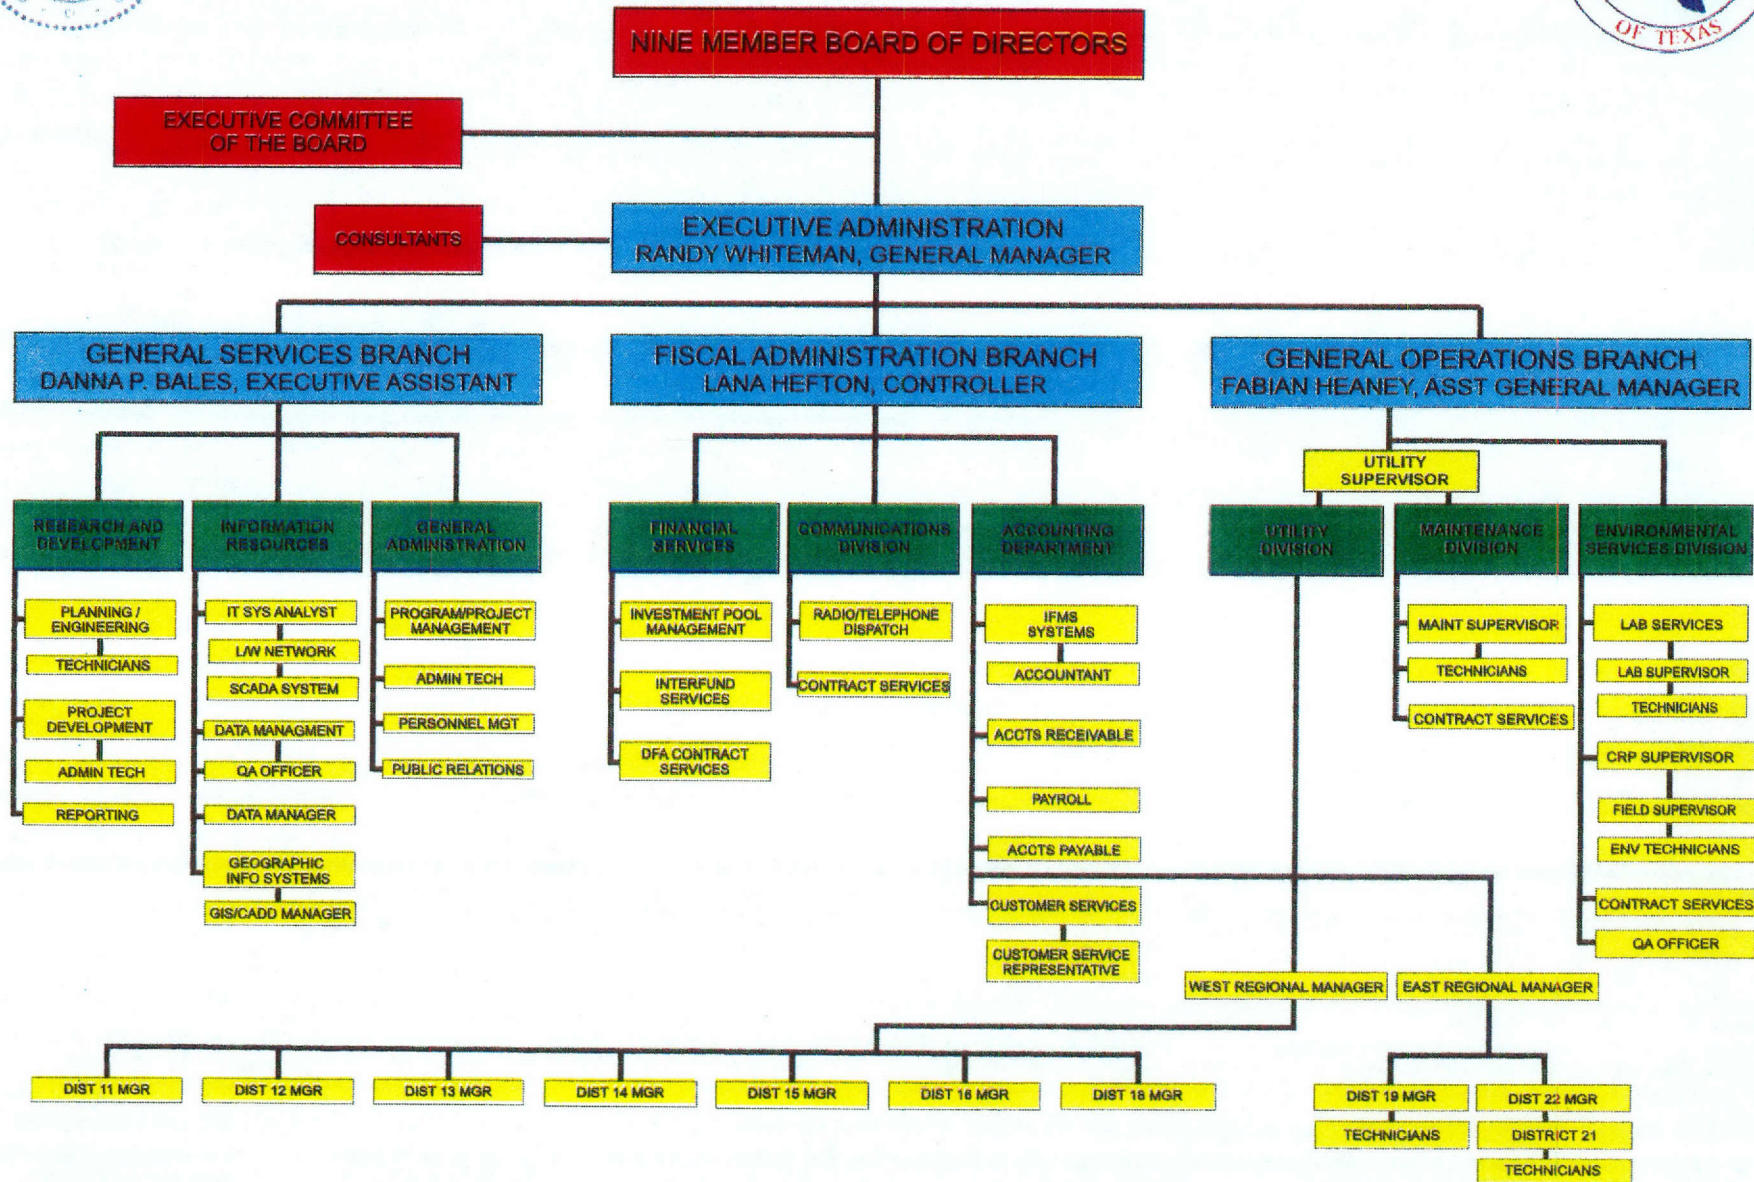 OF TEXAS
NINE MEMBER BOARD OF DIRECTORS
EXECUTIVE COMMITTEE
OF THE BOARD
CONSULTANTS
EXECUTIVE ADMINISTRATION
RANDY WHITEMAN, GENERAL MANAGER
GENERAL SERVICES BRANCH
DANNA P. BALES, EXECUTIVE ASSISTANT
FISCAL ADMINISTRATION BRANCH
LANA HEFTON, CONTROLLER
GENERAL OPERATIONS BRANCH
FABIAN HEANEY, ASST GENERAL MANAGER
UTILITY
SUPERVISOR
RESEARCH AND
DEVELOPMENT
INFORMATION
RESOURCES
GENERAL
ADMINISTRATION
FINANCIAL
SERVICES
COMMUNICATIONS
DIVISION
ACCOUNTING
DEPARTMENT
UTILITY
DIVISION
MAINTENANCE
DIVISION
ENVIRONMENTAL
SERVICES DIVISION
PLANNING /
ENGINEERING
TECHNICIANS
PROJECT
DEVELOPMENT
ADMIN TECH
REPORTING
IT SYS ANALYST
L/W NETWORK
SCADA SYSTEM
DATA MANAGMENT
QA OFFICER
DATA MANAGER
GEOGRAPHIC
INFO SYSTEMS
GIS/CADD MANAGER
PROGRAM/PROJECT
MANAGEMENT
ADMIN TECH
PERSONNEL MGT
PUBLIC RELATIONS
INVESTMENT POOL
MANAGEMENT
INTERFUND
SERVICES
DFA CONTRACT
SERVICES
RADIO/TELEPHONE
DISPATCH
CONTRACT SERVICES
IFMS
SYSTEMS
ACCOUNTANT
ACCTS RECEIVABLE
PAYROLL
ACCTS PAYABLE
CUSTOMER SERVICES
CUSTOMER SERVICE
REPRESENTATIVE
MAINT SUPERVISOR
TECHNICIANS
CONTRACT SERVICES
LAB SERVICES
LAB SUPERVISOR
TECHNICIANS
CRP SUPERVISOR
FIELD SUPERVISOR
ENV TECHNICIANS
CONTRACT SERVICES
QA OFFICER
WEST REGIONAL MANAGER
EAST REGIONAL MANAGER
DIST 11 MGR
DIST 12 MGR
DIST 13 MGR
DIST 14 MGR
DIST 15 MGR
DIST 16 MGR
DIST 18 MGR
DIST 19 MGR
TECHNICIANS
DIST 22 MGR
DISTRICT 21
TECHNICIANS